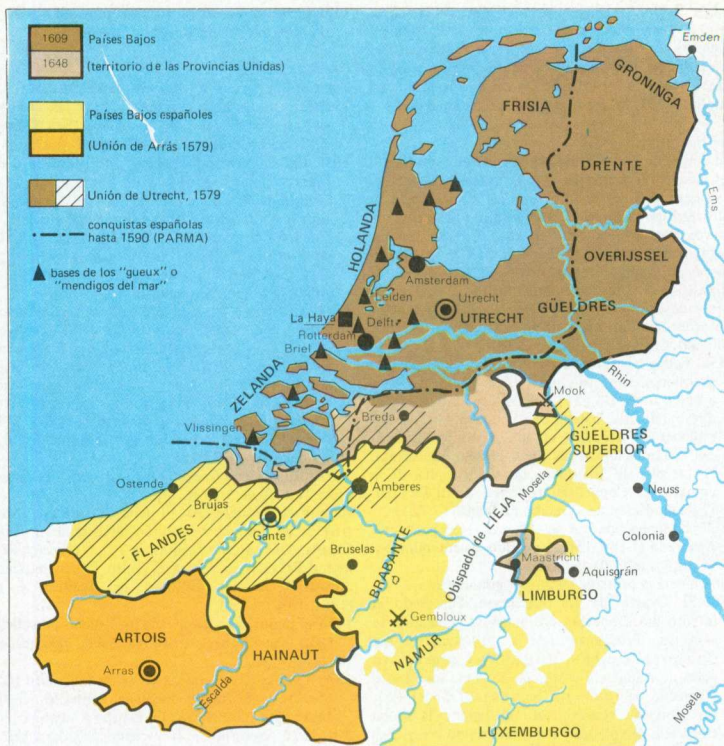 1609 Países Bajos
1648 (territorio de las Provincias Unidas)
Países Bajos españoles
(Unión de Arrás 1579)
Unión de Utrecht, 1579
conquistas españolas
hasta 1590 (PARMA)
bases de los "gueux" o
"mendigos del mar"
Emden
GRONINGA
FRISIA
DRENTE
Ems
HOLANDA
OVERIJSSEL
Amsterdam
Leiden
Utrecht
La Haya
Delft
UTRECHT
GÜELDRES
Rotterdam
Briel
Rhin
ZELANDA
Mook
Breda
Vlissingen
GÜELDRES
SUPERIOR
Mosela
Ostende
Amberes
Neuss
Brujas
Obispado de LIEJA
FLANDES
Gante
Colonia
Bruselas
BRABANTE
Maastricht
Aquisgrán
LIMBURGO
Gembloux
ARTOIS
HAINAUT
NAMUR
Arras
Escalda
Mosela
LUXEMBURGO